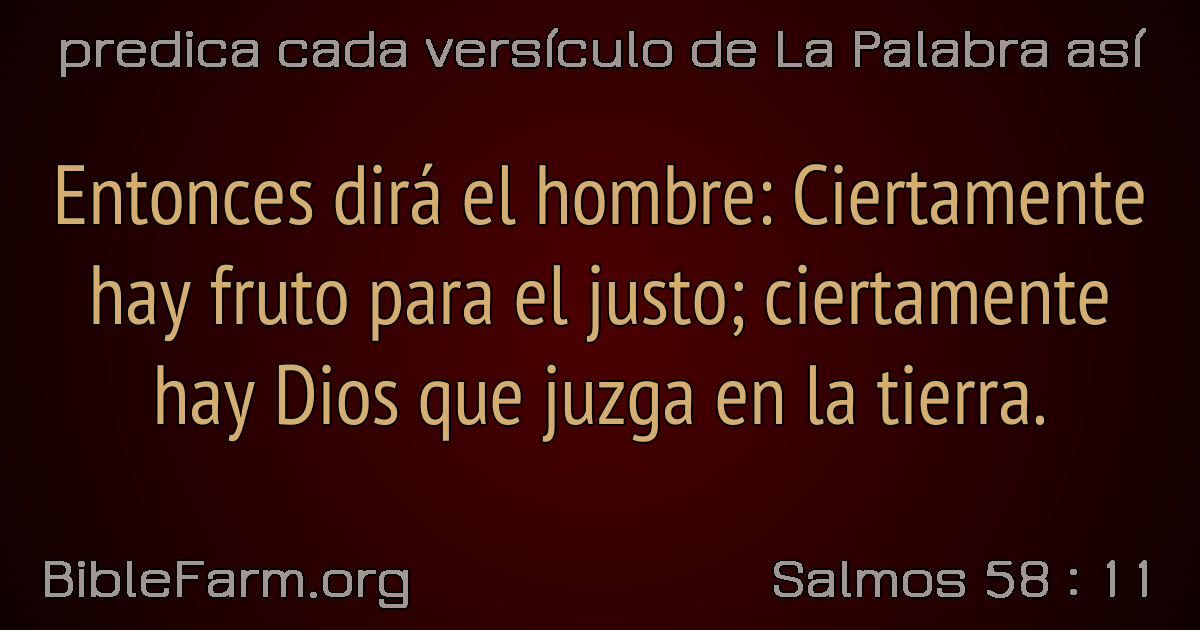 predica cada versículo de La Palabra así
Entonces dirá el hombre: Ciertamente
hay fruto para el justo; ciertamente
hay Dios que juzga en la tierra.
BibleFarm.org
Salmos 58 : 11